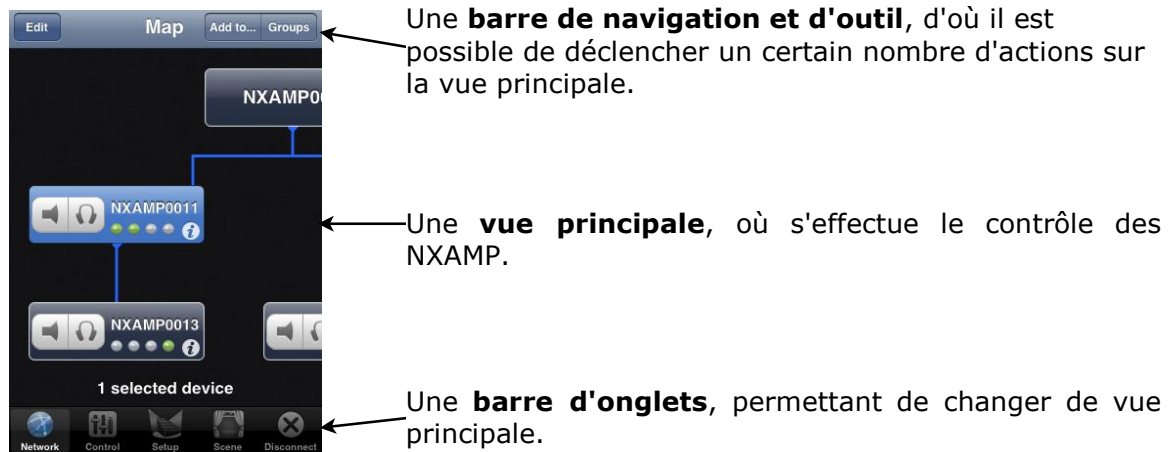 Edit Map Add to... Groups
NXAMP00
NXAMP0011
NXAMP0013
1 selected device
Network Control Setup Scene Disconnect
Une barre de navigation et d'outil, d'où il est
possible de déclencher un certain nombre d'actions sur
la vue principale.
Une vue principale, où s'effectue le contrôle des
NXAMP.
Une barre d'onglets, permettant de changer de vue
principale.